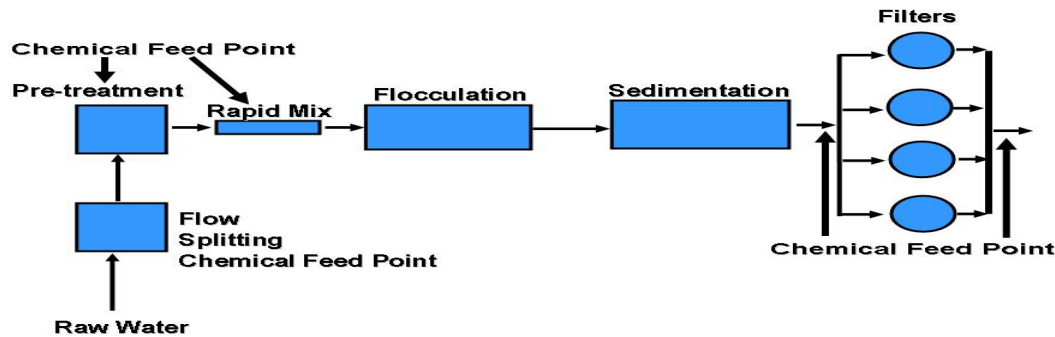 Filters
Chemical Feed Point
Pre-treatment
Rapid Mix
Flocculation
Sedimentation
Flow
Splitting
Chemical Feed Point
Chemical Feed Point
Raw Water